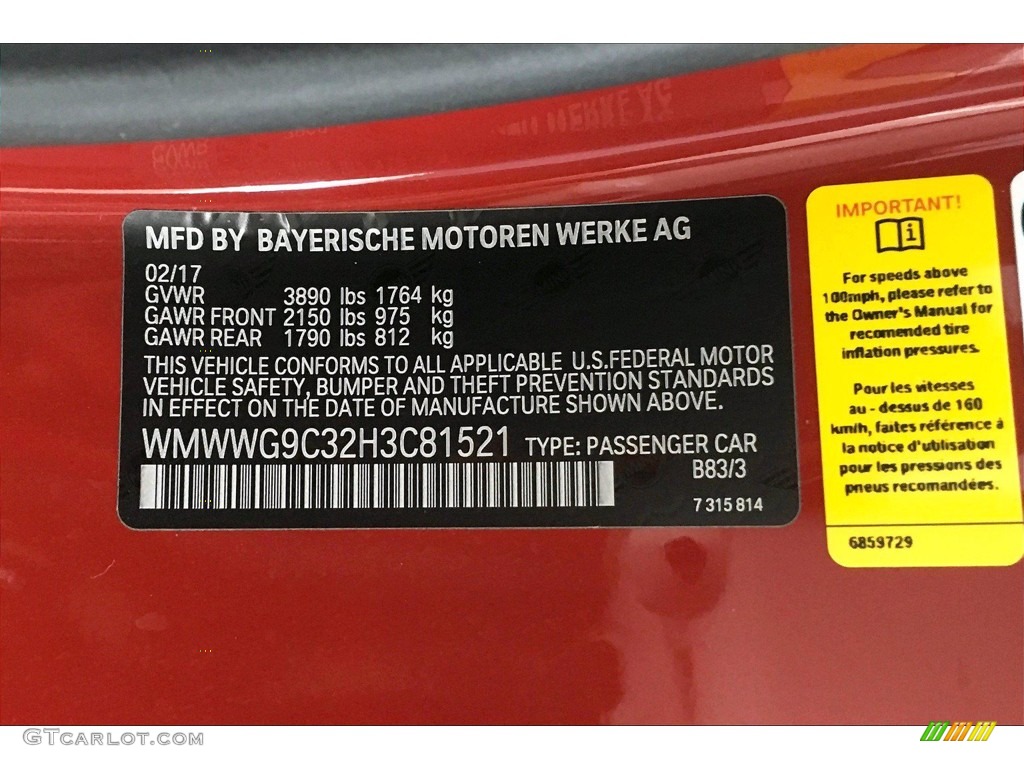 MFD BY BAYERISCHE MOTOREN WERKE AG
02/17
GVWR 3890 lbs 1764 kg
GAWR FRONT 2150 lbs 975 kg
GAWR REAR 1790 lbs 812 kg
THIS VEHICLE CONFORMS TO ALL APPLICABLE U.S.FEDERAL MOTOR
VEHICLE SAFETY, BUMPER AND THEFT PREVENTION STANDARDS
IN EFFECT ON THE DATE OF MANUFACTURE SHOWN ABOVE.
WMWWG9C32H3C81521 TYPE: PASSENGER CAR
B83/3
7 315 814
IMPORTANT!
For speeds above
100mph, please refer to
the Owner's Manual for
recomended tire
inflation pressures.
Pour les vitesses
au - dessus de 160
km/h, faites référence à
la notice d'utilisation
pour les pressions des
pneus recomandées.
6859729
GTCARLOT.COM